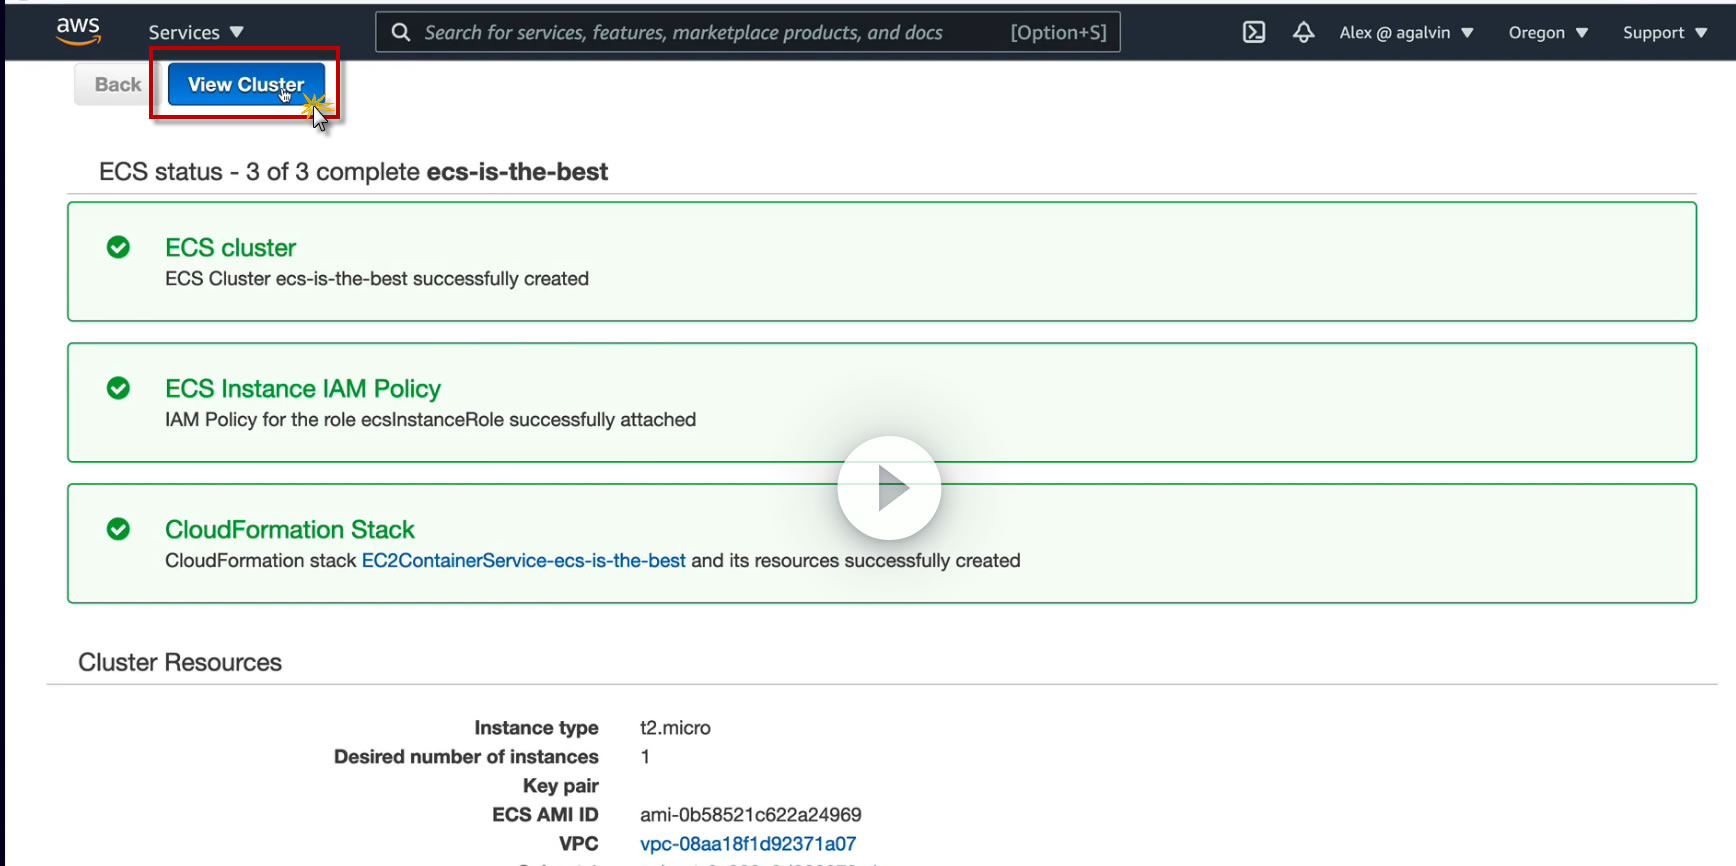 aws Services Search for services, features, marketplace products, and docs [Option+S] Alex @ agalvin Oregon Support
Back View Cluster
ECS status - 3 of 3 complete ecs-is-the-best
ECS cluster
ECS Cluster ecs-is-the-best successfully created
ECS Instance IAM Policy
IAM Policy for the role ecsInstanceRole successfully attached
CloudFormation Stack
CloudFormation stack EC2ContainerService-ecs-is-the-best and its resources successfully created
Cluster Resources
Instance type t2.micro
Desired number of instances 1
Key pair
ECS AMI ID ami-0b58521c622a24969
VPC vpc-08aa18f1d92371a07